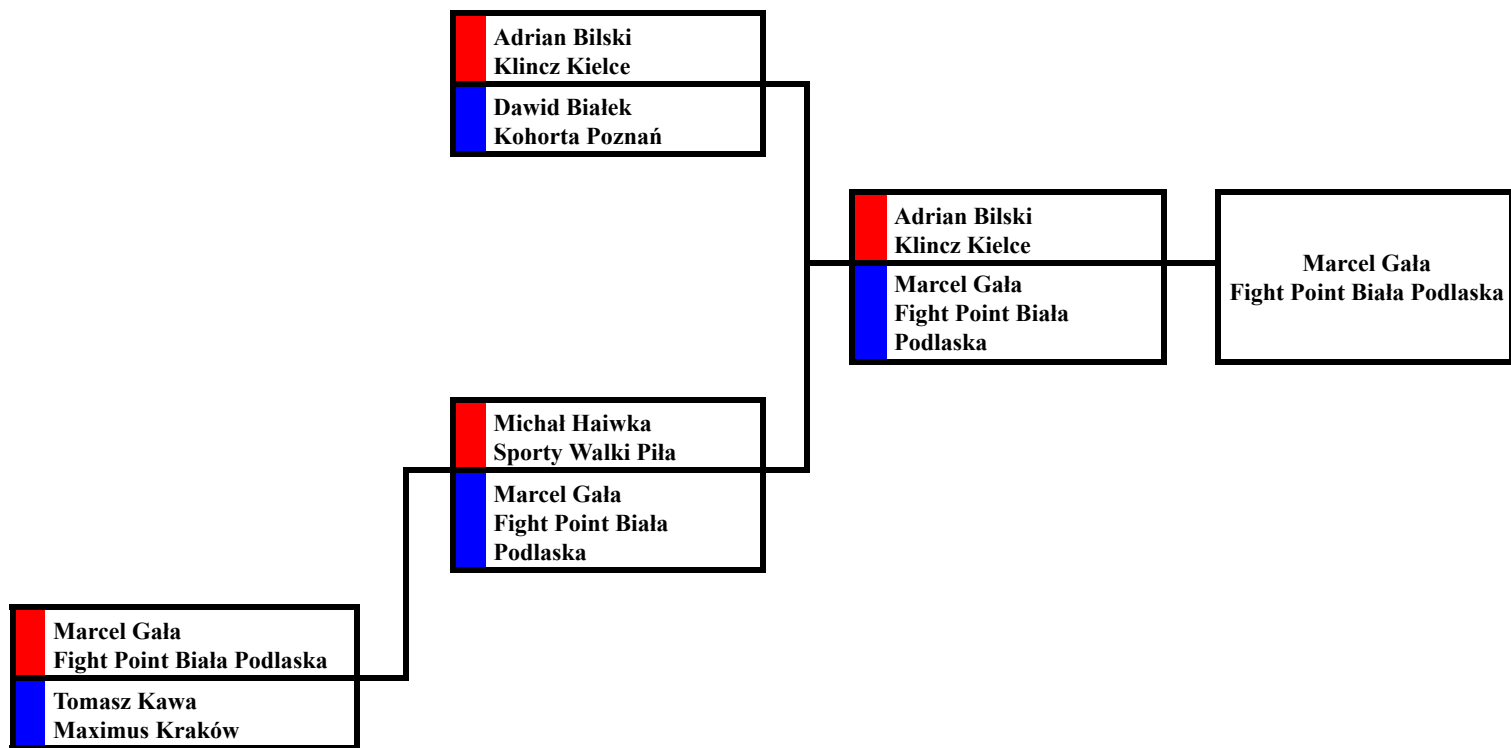 Adrian Bilski
Klincz Kielce
Dawid Białek
Kohorta Poznań
Adrian Bilski
Klincz Kielce
Marcel Gała
Fight Point Biała
Podlaska
Marcel Gała
Fight Point Biała Podlaska
Michał Haiwka
Sporty Walki Piła
Marcel Gała
Fight Point Biała
Podlaska
Marcel Gała
Fight Point Biała Podlaska
Tomasz Kawa
Maximus Kraków